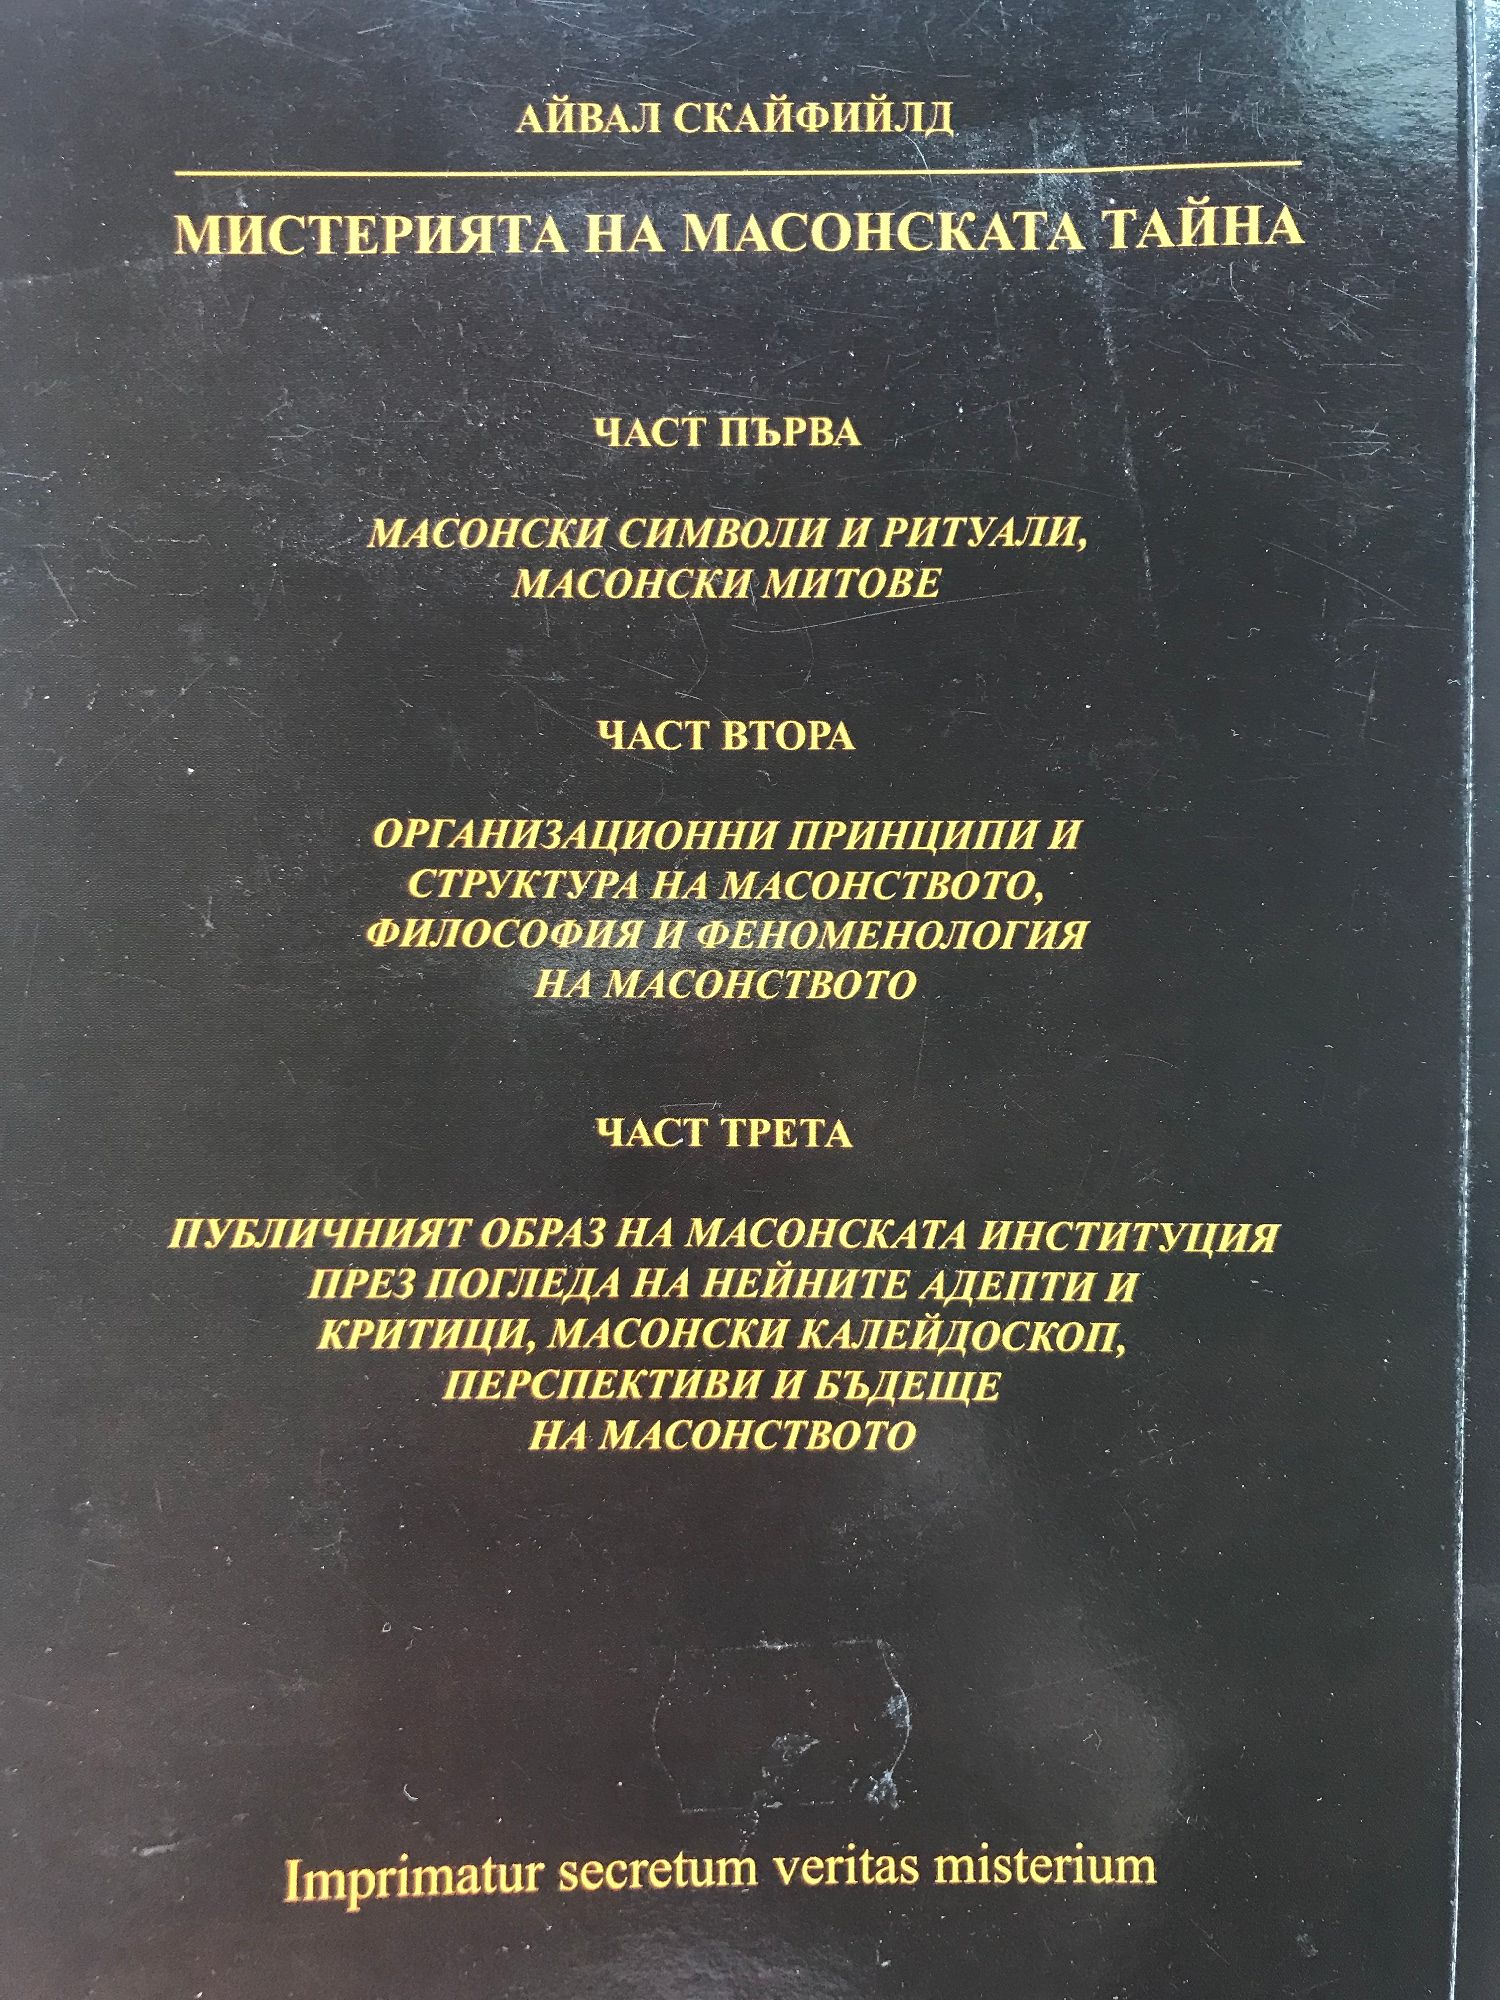 АЙВАЛ СКАЙФИЙЛД
МИСТЕРИЯТА НА МАСОНСКАТА ТАЙНА
ЧАСТ ПЪРВА
МАСОНСКИ СИМВОЛИ И РИТУАЛИ,
МАСОНСКИ МИТОВЕ
ЧАСТ ВТОРА
ОРГАНИЗАЦИОННИ ПРИНЦИПИ И
СТРУКТУРА НА МАСОНСТВОТО,
ФИЛОСОФИЯ И ФЕНОМЕНОЛОГИЯ
НА МАСОНСТВОТО
ЧАСТ ТРЕТА
ПУБЛИЧНИЯТ ОБРАЗ НА МАСОНСКАТА ИНСТИТУЦИЯ
ПРЕЗ ПОГЛЕДА НА НЕЙНИТЕ АДЕПТИ И
КРИТИЦИ, МАСОНСКИ КАЛЕЙДОСКОП,
ПЕРСПЕКТИВИ И БЪДЕЩЕ
НА МАСОНСТВОТО
Imprimatur secretum veritas misterium